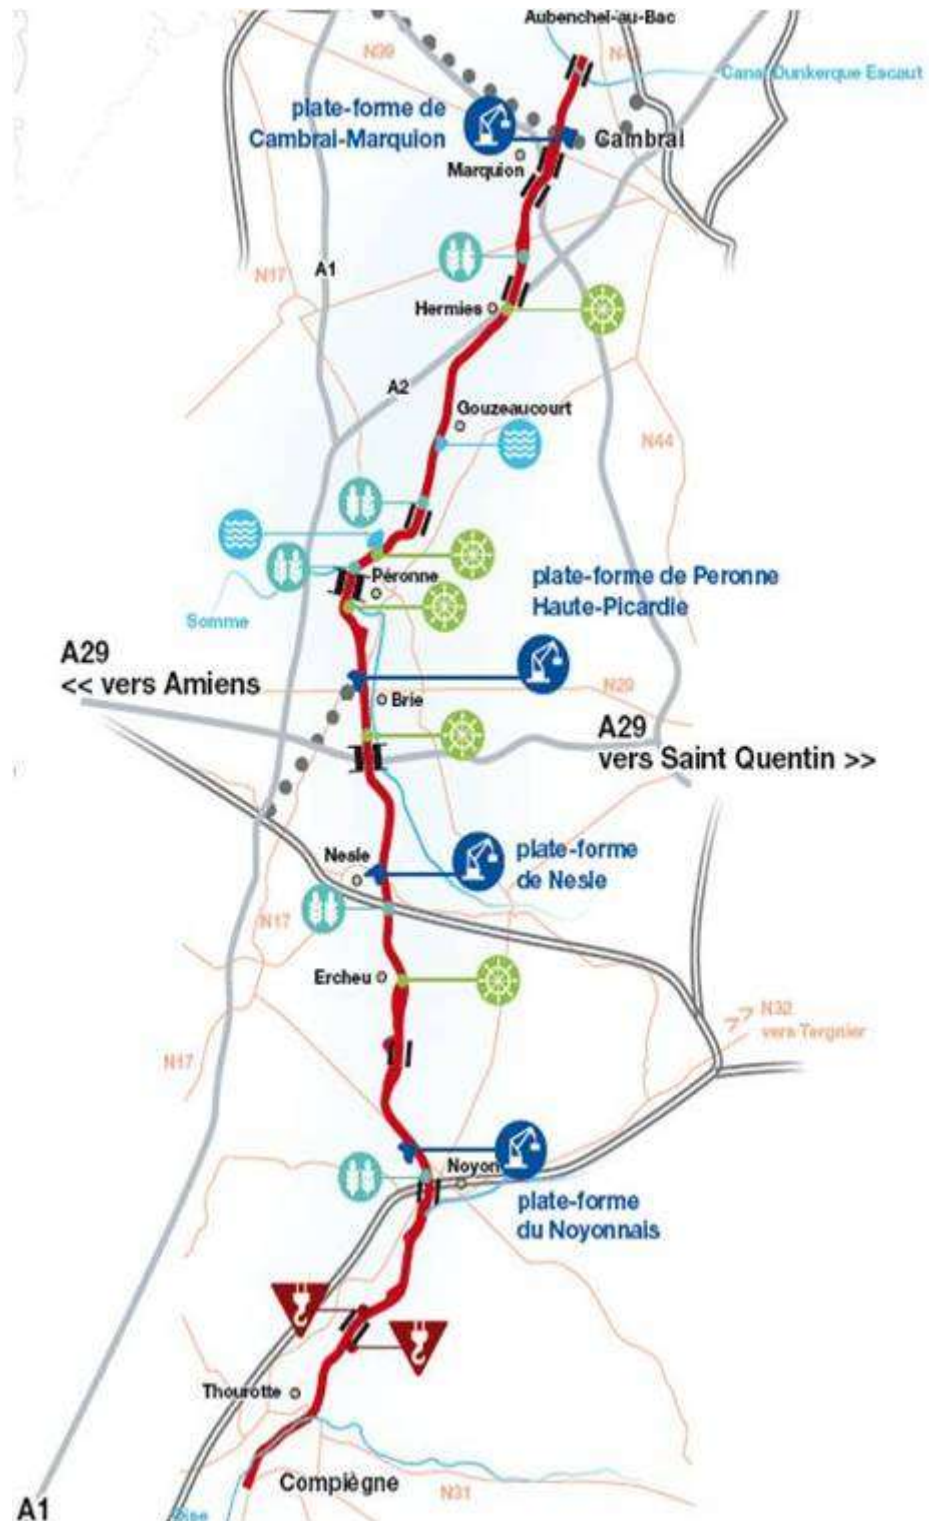 Aubenchel-au-Bac
N39
N43
Canal Dunkerque Escaut
plate-forme de
Cambrai-Marquion
Cambrai
Marquion
N17
A1
Hermies
A2
Gouzeaucourt
N44
Péronne
plate-forme de Peronne
Haute-Picardie
Somme
A29
<< vers Amiens
N29
Brie
A29
vers Saint Quentin >>
Nesle
plate-forme
de Nesle
N17
Ercheu
N32
vers Tergnier
N17
Noyon
plate-forme
du Noyonnais
Thourotte
Compiègne
N31
A1
Oise